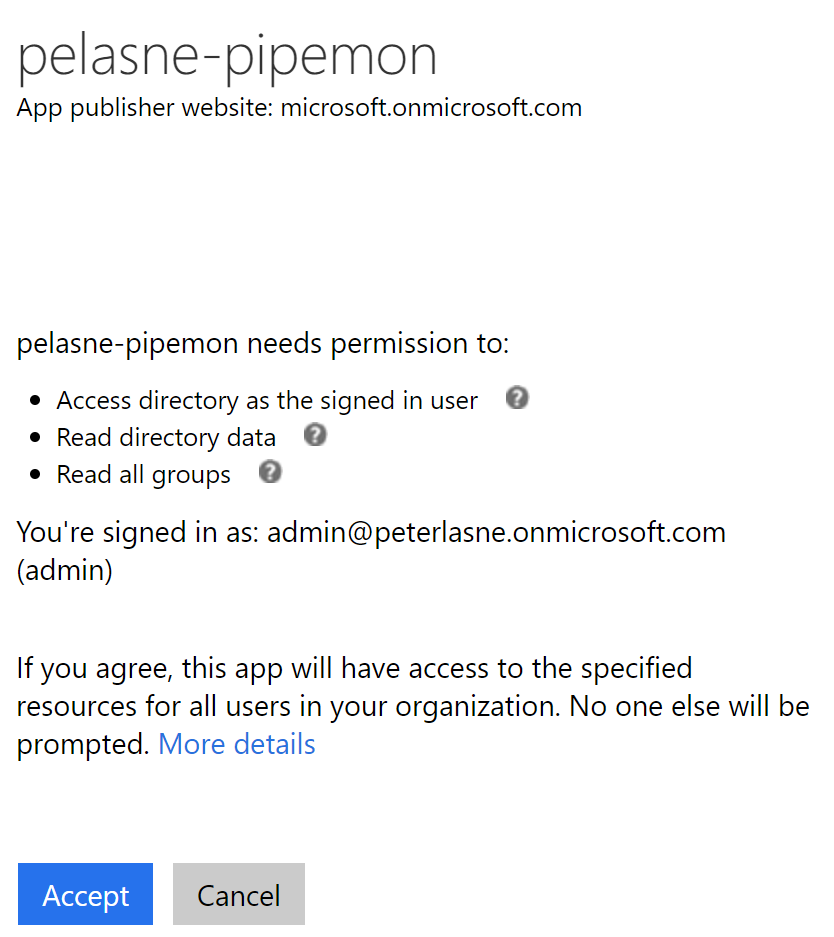 pelasne-pipemon
App publisher website: microsoft.onmicrosoft.com
pelasne-pipemon needs permission to:
• Access directory as the signed in user ?
• Read directory data ?
• Read all groups ?
You're signed in as: admin@peterlasne.onmicrosoft.com
(admin)
If you agree, this app will have access to the specified
resources for all users in your organization. No one else will be
prompted. More details
Accept Cancel